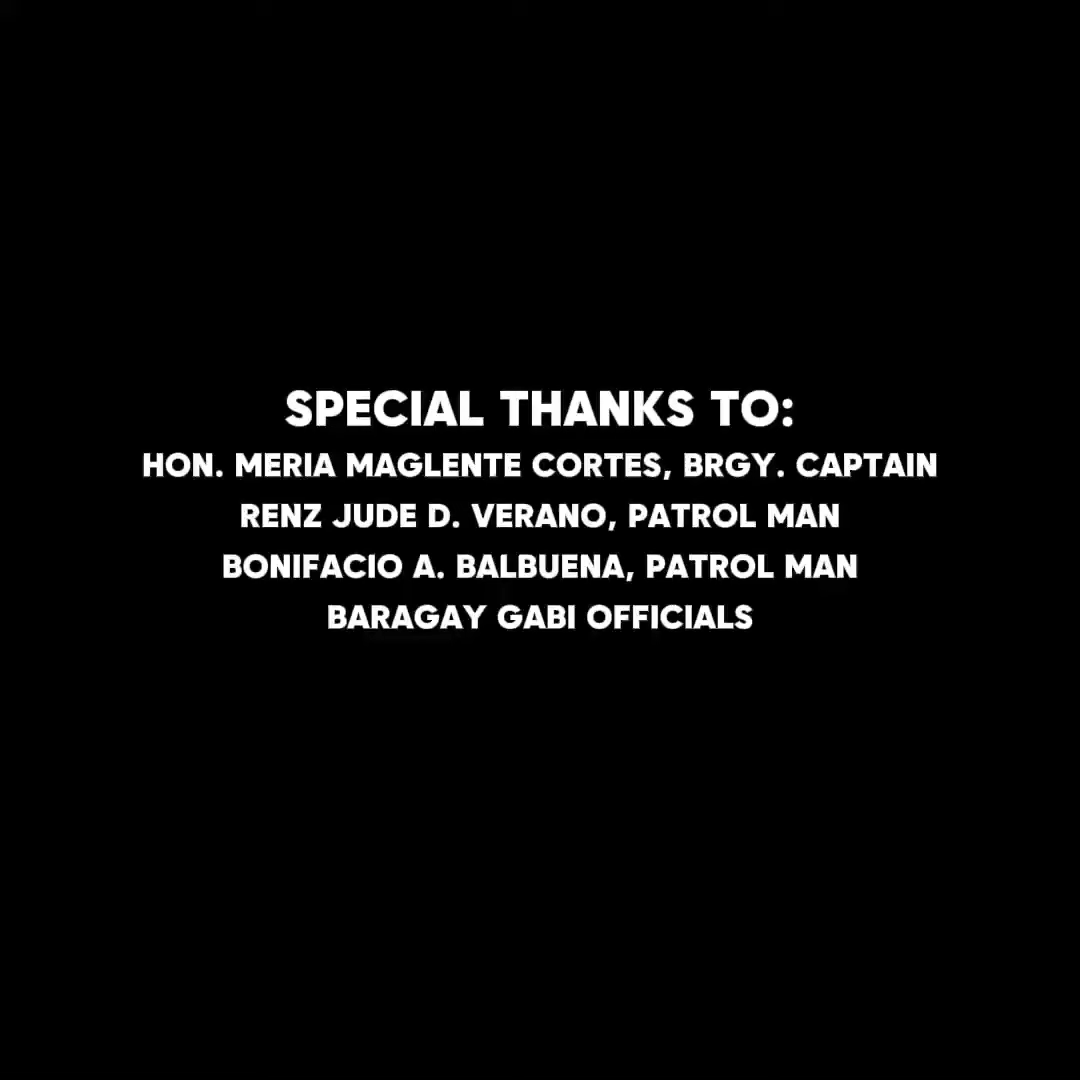 SPECIAL THANKS TO:
HON. MERIA MAGLENTE CORTES, BRGY. CAPTAIN
RENZ JUDE D. VERANO, PATROL MAN
BONIFACIO A. BALBUENA, PATROL MAN
BARAGAY GABI OFFICIALS